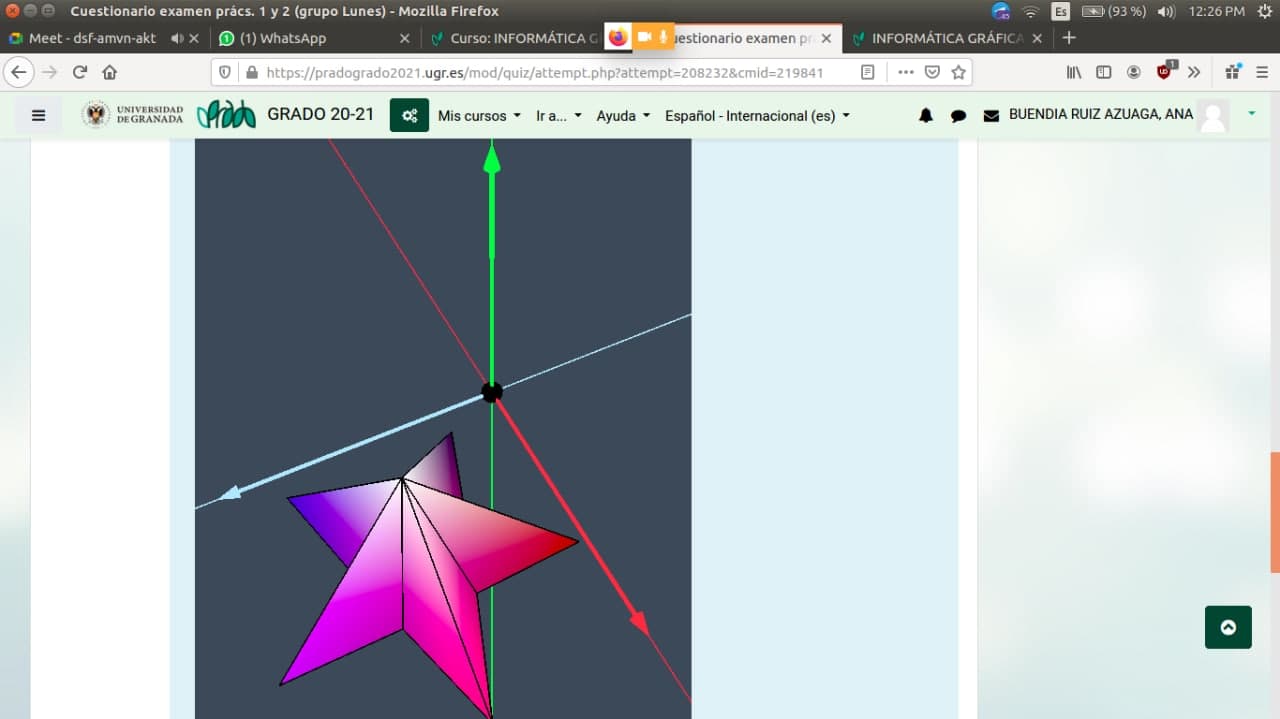 Cuestionario examen prács. 1 y 2 (grupo Lunes) - Mozilla Firefox
Es (93 %) 12:26 PM
Meet - dsf-amvn-akt
(1) WhatsApp
Curso: INFORMÁTICA G
uestionario examen pr
INFORMÁTICA GRÁFICA
https://pradogrado2021.ugr.es/mod/quiz/attempt.php?attempt=208232&cmid=219841
1
UNIVERSIDAD
DE GRANADA
GRADO 20-21
Mis cursos
Ir a...
Ayuda
Español - Internacional (es)
BUENDIA RUIZ AZUAGA, ANA